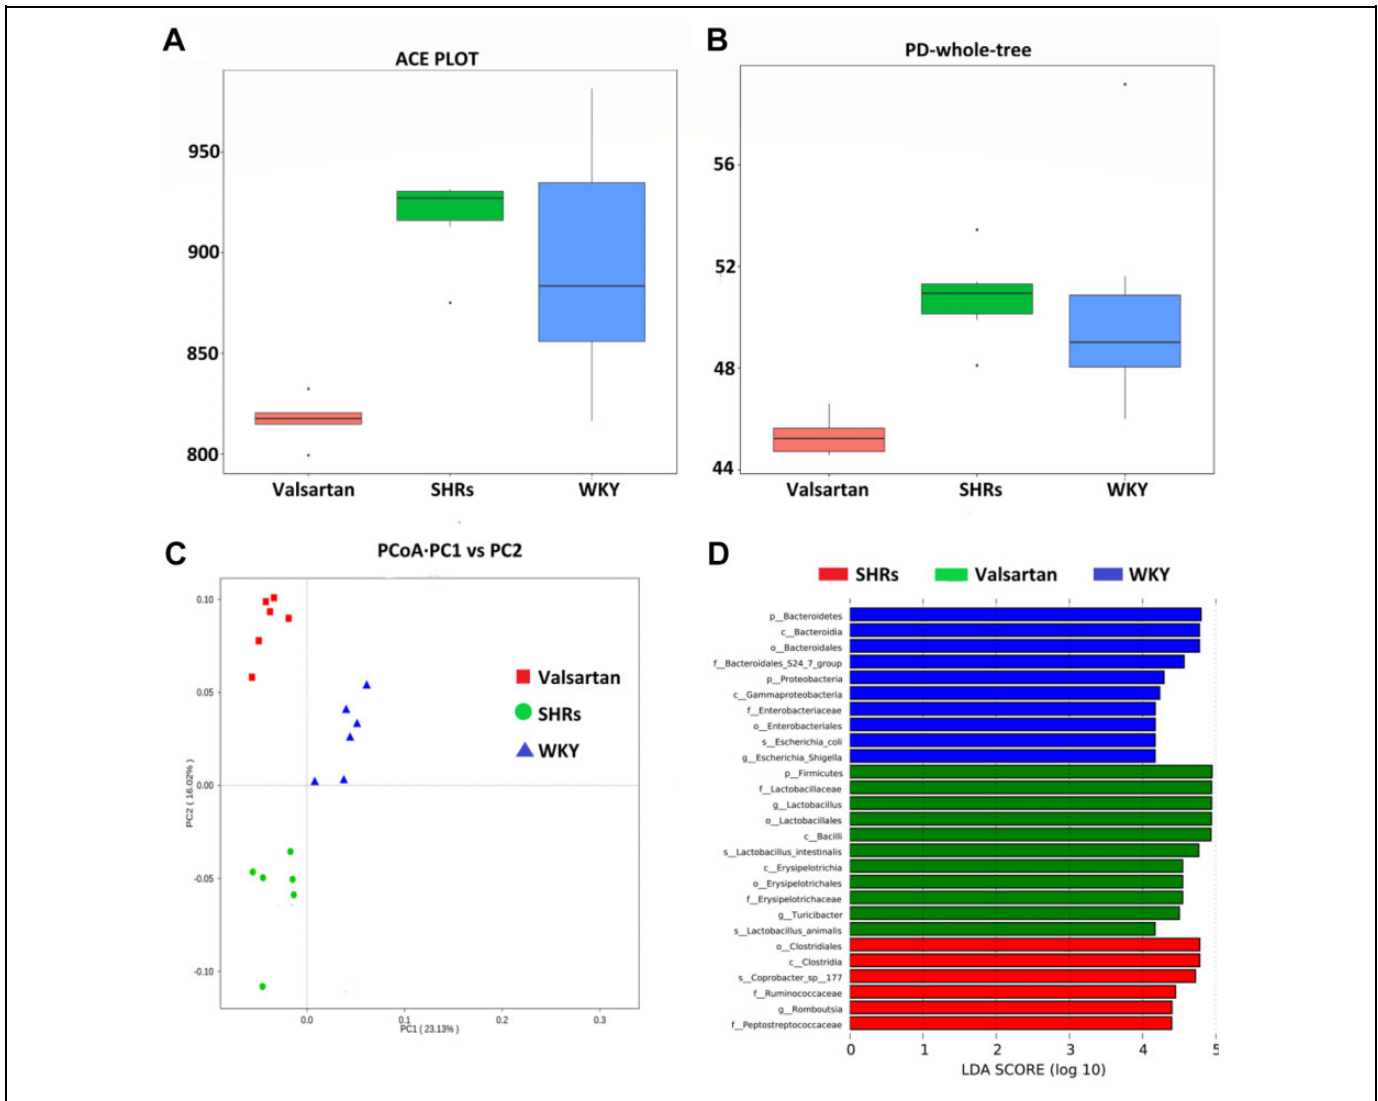 A
ACE PLOT
950
900
850
800
Valsartan SHRs WKY
B
PD-whole-tree
56
52
48
44
Valsartan SHRs WKY
C
PCoA·PC1 vs PC2
0.10
0.05
0.00
-0.05
-0.10
PC2 ( 16.02% )
0.0 0.1 0.2 0.3
PC1 ( 23.13% )
Valsartan
SHRs
WKY
D
SHRs Valsartan WKY
p__Bacteroidetes
c__Bacteroidia
o__Bacteroidales
f__Bacteroidales_S24_7_group
p__Proteobacteria
c__Gammaproteobacteria
f__Enterobacteriaceae
o__Enterobacteriales
s__Escherichia_coli
g__Escherichia_Shigella
p__Firmicutes
f__Lactobacillaceae
g__Lactobacillus
o__Lactobacillales
c__Bacilli
s__Lactobacillus_intestinalis
c__Erysipelotrichia
o__Erysipelotrichales
f__Erysipelotrichaceae
g__Turicibacter
s__Lactobacillus_animalis
o__Clostridiales
c__Clostridia
s__Coprobacter_sp__177
f__Ruminococcaceae
g__Romboutsia
f__Peptostreptococcaceae
0 1 2 3 4 5
LDA SCORE (log 10)